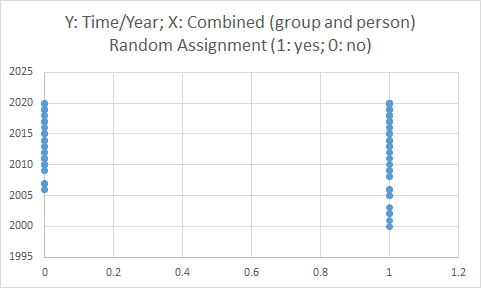 Y: Time/Year; X: Combined (group and person)
Random Assignment (1: yes; 0: no)
2025
2020
2015
2010
2005
2000
1995
0 0.2 0.4 0.6 0.8 1 1.2